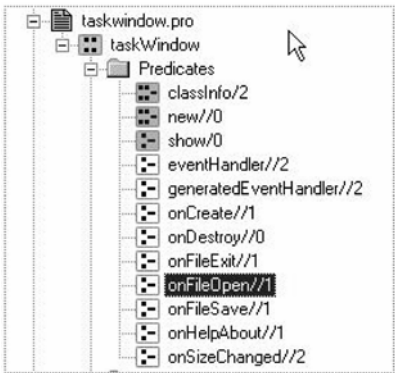 taskwindow.pro
taskWindow
Predicates
classInfo/2
new//0
show//0
eventHandler//2
generatedEventHandler//2
onCreate//1
onDestroy//0
onFileExit//1
onFileOpen//1
onFileSave//1
onHelpAbout//1
onSizeChanged//2